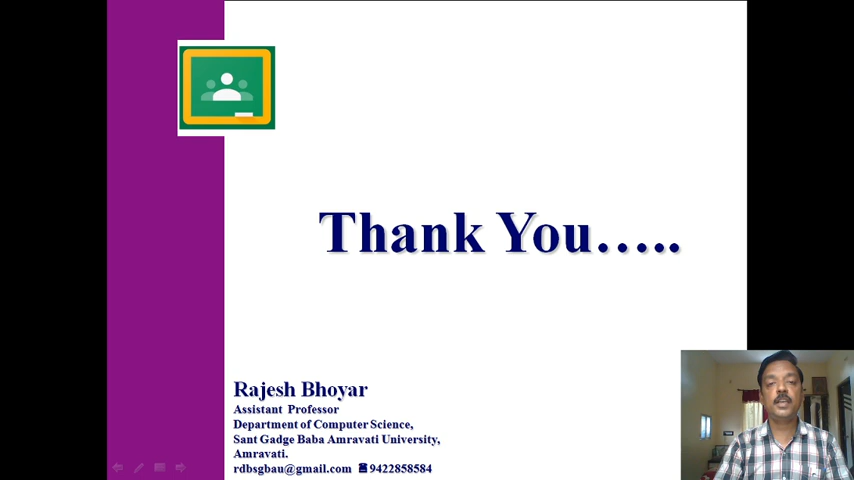 Thank You…..
Rajesh Bhoyar
Assistant Professor
Department of Computer Science,
Sant Gadge Baba Amravati University,
Amravati.
rdbsgbau@gmail.com ☎9422858584